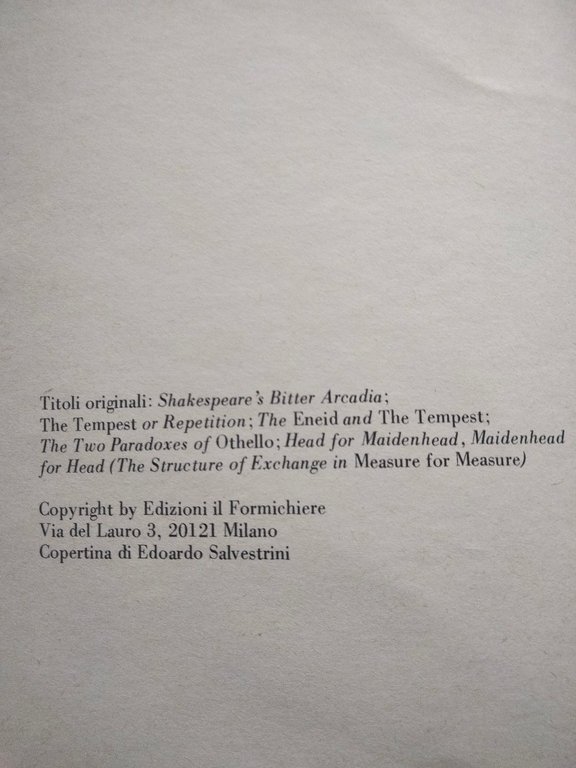 Titoli originali: Shakespeare's Bitter Arcadia;
The Tempest or Repetition; The Eneid and The Tempest;
The Two Paradoxes of Othello; Head for Maidenhead, Maidenhead
for Head (The Structure of Exchange in Measure for Measure)
Copyright by Edizioni il Formichiere
Via del Lauro 3, 20121 Milano
Copertina di Edoardo Salvestrini